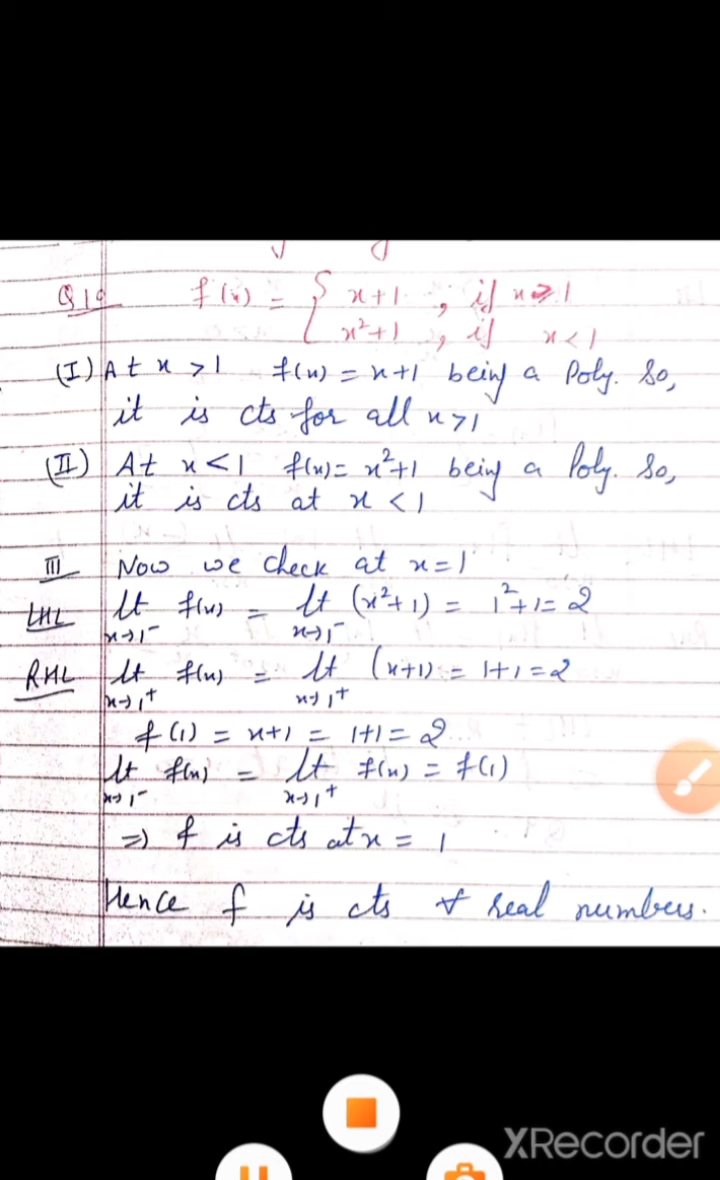 Q10 f(x) = { x+1 , if x ≥ 1
x²+1 , if x < 1
(I) At x > 1 f(x) = x+1 being a Poly. So,
it is cts for all x > 1
(II) At x < 1 f(x) = x²+1 being a Poly. So,
it is cts at x < 1
III Now we check at x = 1
LHL lt x→1⁻ f(x) = lt x→1⁻ (x²+1) = 1²+1 = 2
RHL lt x→1⁺ f(x) = lt x→1⁺ (x+1) = 1+1 = 2
f(1) = x+1 = 1+1 = 2
lt x→1⁻ f(x) = lt x→1⁺ f(x) = f(1)
⇒ f is cts at x = 1
Hence f is cts ∀ real numbers.
XRecorder